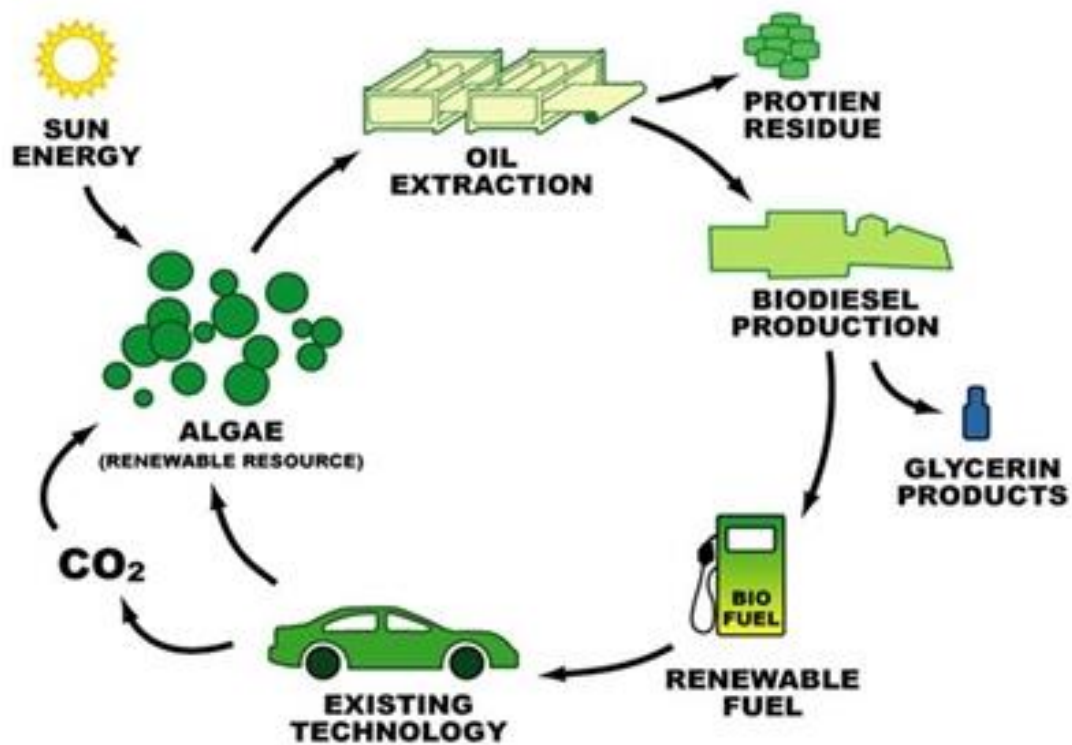 SUN
ENERGY
OIL
EXTRACTION
PROTIEN
RESIDUE
BIODIESEL
PRODUCTION
GLYCERIN
PRODUCTS
BIO
FUEL
RENEWABLE
FUEL
EXISTING
TECHNOLOGY
CO₂
ALGAE
(RENEWABLE RESOURCE)